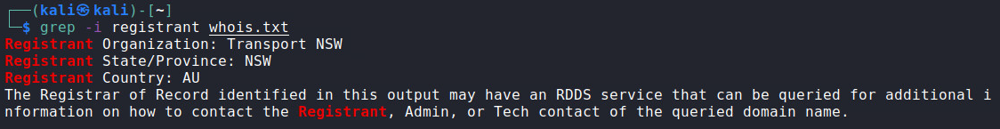 ┌──(kali㉿kali)-[~]
└─$ grep -i registrant whois.txt
Registrant Organization: Transport NSW
Registrant State/Province: NSW
Registrant Country: AU
The Registrar of Record identified in this output may have an RDDS service that can be queried for additional i
nformation on how to contact the Registrant, Admin, or Tech contact of the queried domain name.